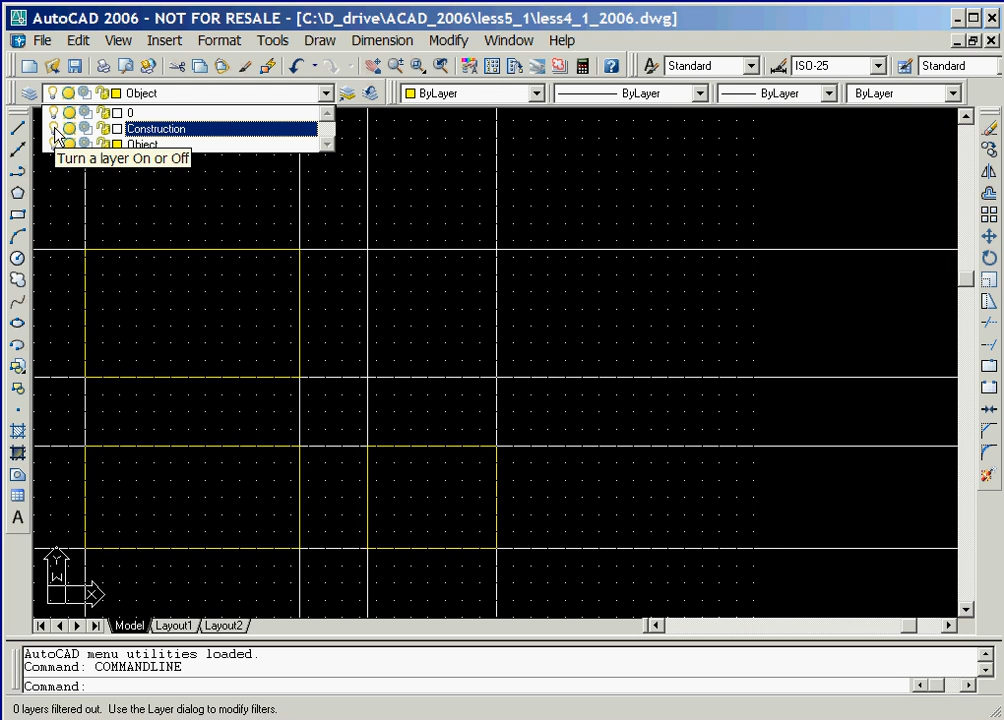 AutoCAD 2006 - NOT FOR RESALE - [C:\D_drive\ACAD_2006\less5_1\less4_1_2006.dwg]
File Edit View Insert Format Tools Draw Dimension Modify Window Help
Standard ISO-25 Standard
Object ByLayer ByLayer ByLayer ByLayer
0
Construction
Object
Turn a layer On or Off
Y
W
X
A
Model Layout1 Layout2
AutoCAD menu utilities loaded.
Command: COMMANDLINE
Command:
0 layers filtered out. Use the Layer dialog to modify filters.